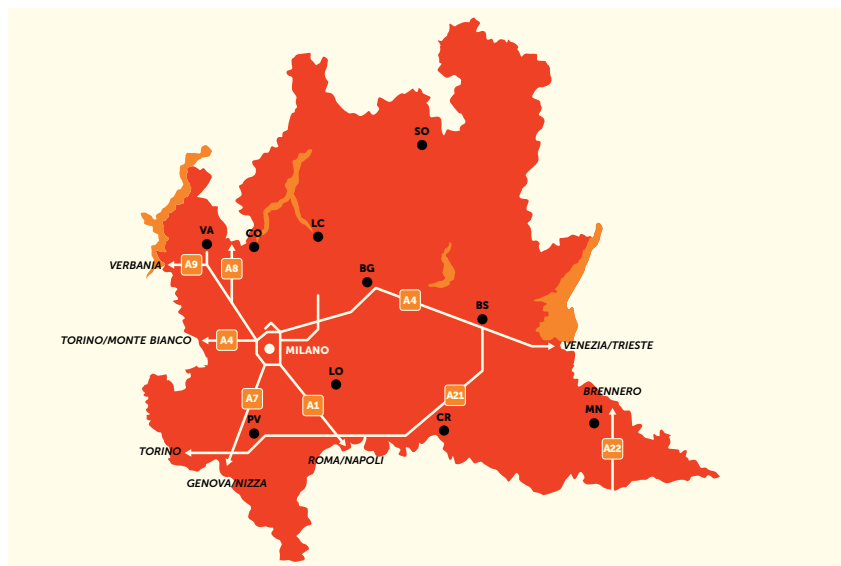 SO
VA
CO
LC
VERBANIA
A9
A8
BG
A4
BS
TORINO/MONTE BIANCO
A4
MILANO
VENEZIA/TRIESTE
LO
BRENNERO
A7
A1
A21
MN
PV
CR
TORINO
A22
ROMA/NAPOLI
GENOVA/NIZZA